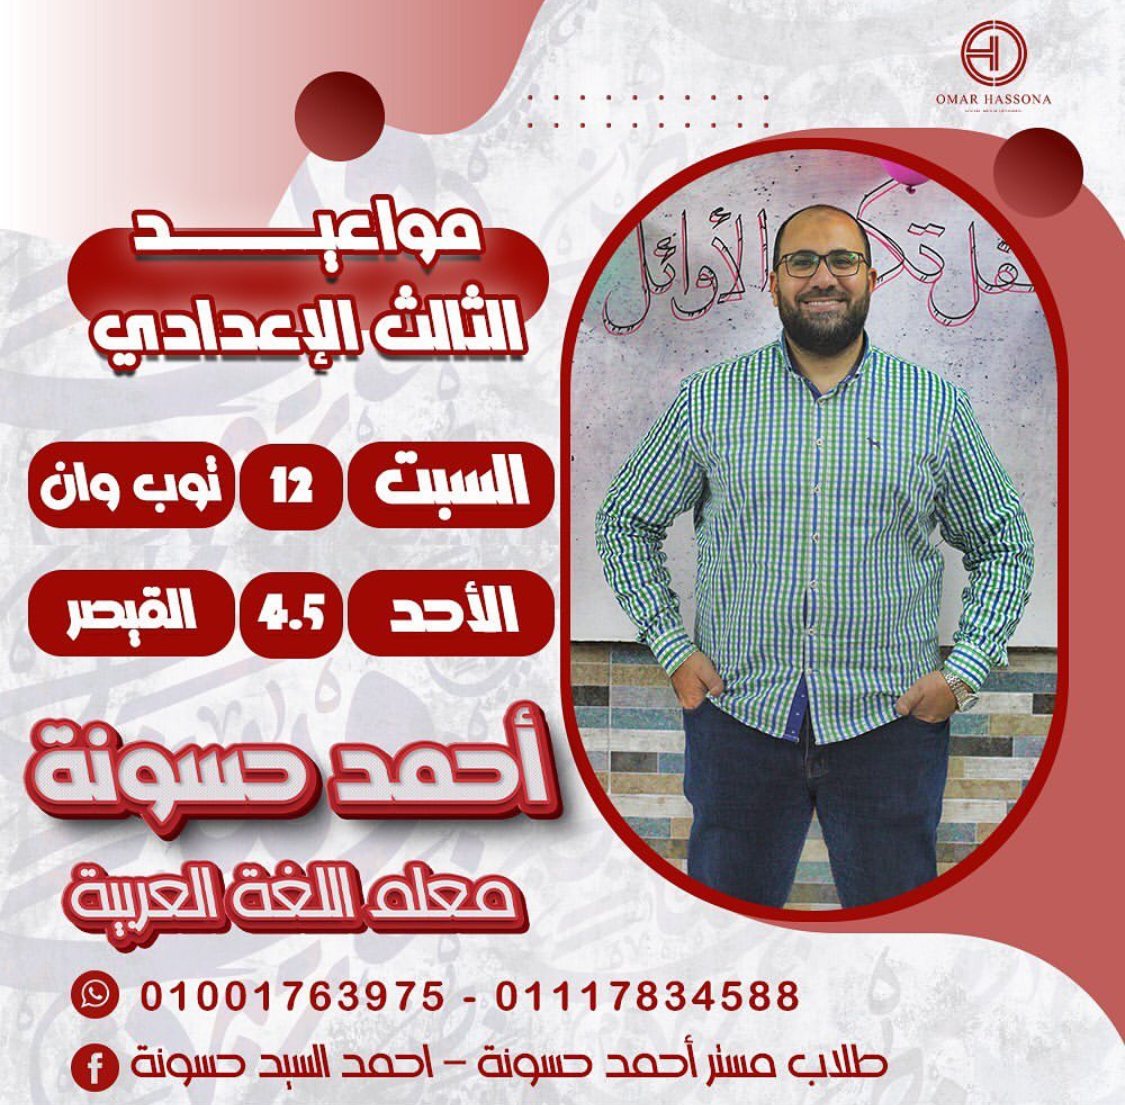 OMAR HASSONA
مواعيد
الثالث الإعدادي
السبت 12 توب وان
الأحد 4.5 القيصر
أحمد حسونة
معلم اللغة العربية
01001763975 - 01117834588
طلاب مستر أحمد حسونة - احمد السيد حسونة
الأوائل